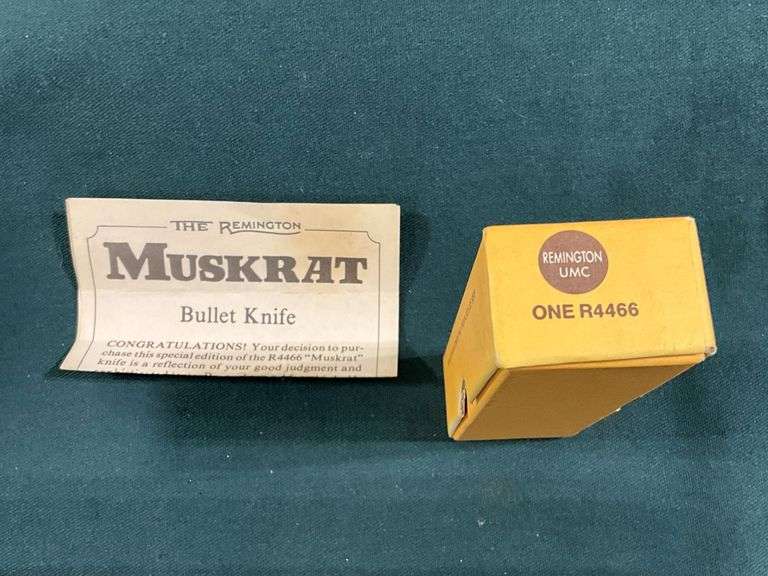 THE REMINGTON
MUSKRAT
Bullet Knife
CONGRATULATIONS! Your decision to pur-
chase this special edition of the R4466 "Muskrat"
knife is a reflection of your good judgment and
REMINGTON
UMC
ONE R4466